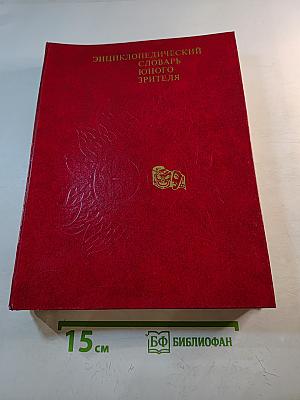 ЭНЦИКЛОПЕДИЧЕСКИЙ
СЛОВАРЬ
ЮНОГО
ЗРИТЕЛЯ
15 см
БФ БИБЛИОФАН